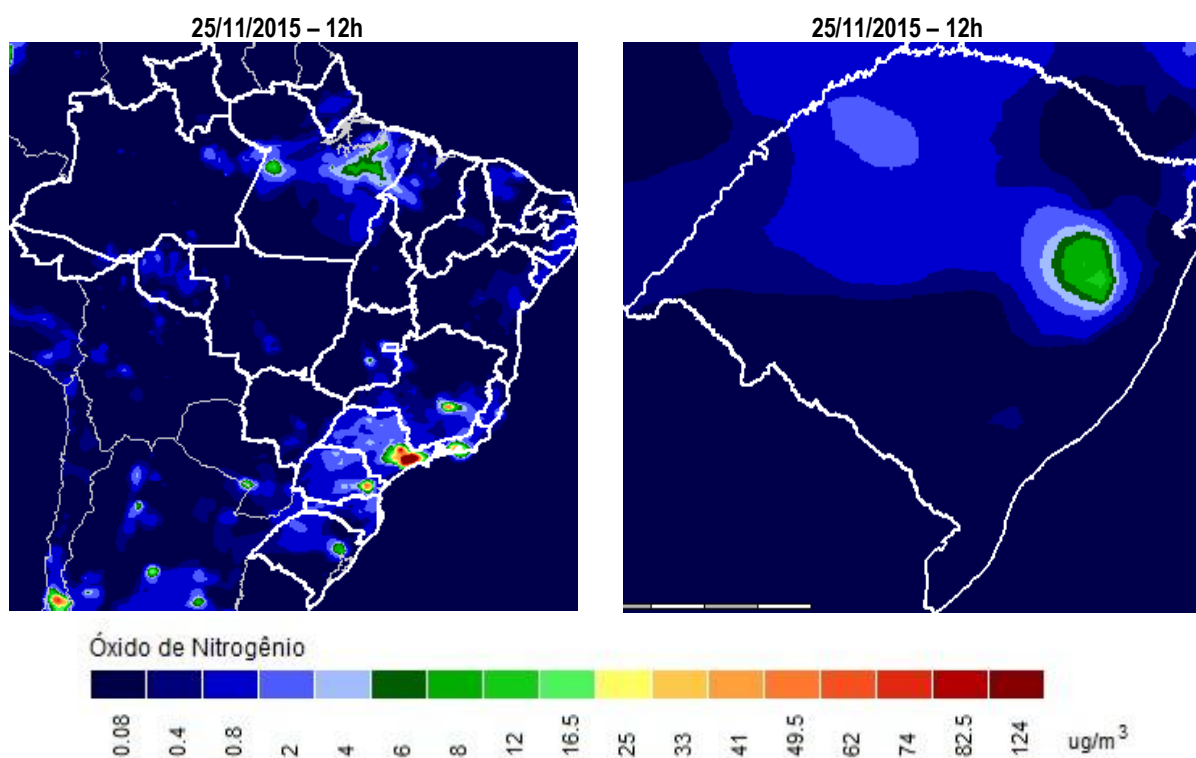 25/11/2015 – 12h
25/11/2015 – 12h
Óxido de Nitrogênio
0.08 0.4 0.8 2 4 6 8 12 16.5 25 33 41 49.5 62 74 82.5 124 ug/m³